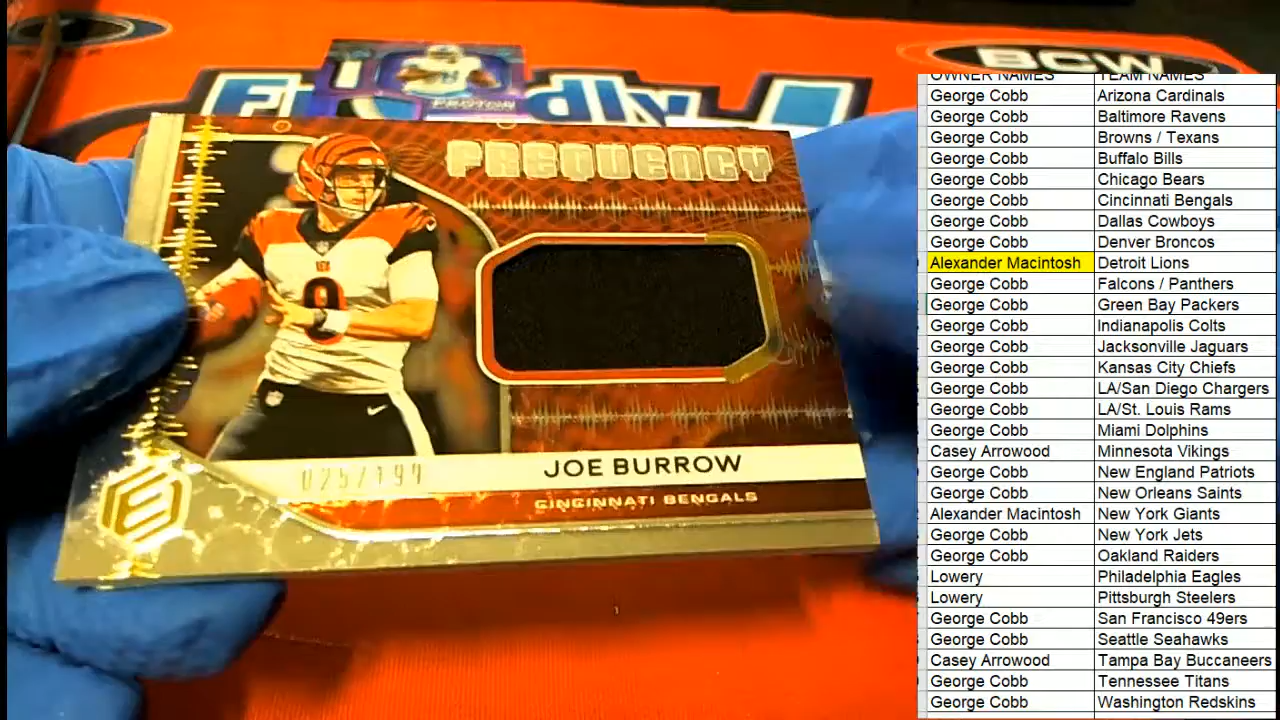 BCW
Fr
dly
PROTON
FREQUENCY
9
025/199
JOE BURROW
CINCINNATI BENGALS
OWNER NAMES TEAM NAMES
George Cobb Arizona Cardinals
George Cobb Baltimore Ravens
George Cobb Browns / Texans
George Cobb Buffalo Bills
George Cobb Chicago Bears
George Cobb Cincinnati Bengals
George Cobb Dallas Cowboys
George Cobb Denver Broncos
Alexander Macintosh Detroit Lions
George Cobb Falcons / Panthers
George Cobb Green Bay Packers
George Cobb Indianapolis Colts
George Cobb Jacksonville Jaguars
George Cobb Kansas City Chiefs
George Cobb LA/San Diego Chargers
George Cobb LA/St. Louis Rams
George Cobb Miami Dolphins
Casey Arrowood Minnesota Vikings
George Cobb New England Patriots
George Cobb New Orleans Saints
Alexander Macintosh New York Giants
George Cobb New York Jets
George Cobb Oakland Raiders
Lowery Philadelphia Eagles
Lowery Pittsburgh Steelers
George Cobb San Francisco 49ers
George Cobb Seattle Seahawks
Casey Arrowood Tampa Bay Buccaneers
George Cobb Tennessee Titans
George Cobb Washington Redskins